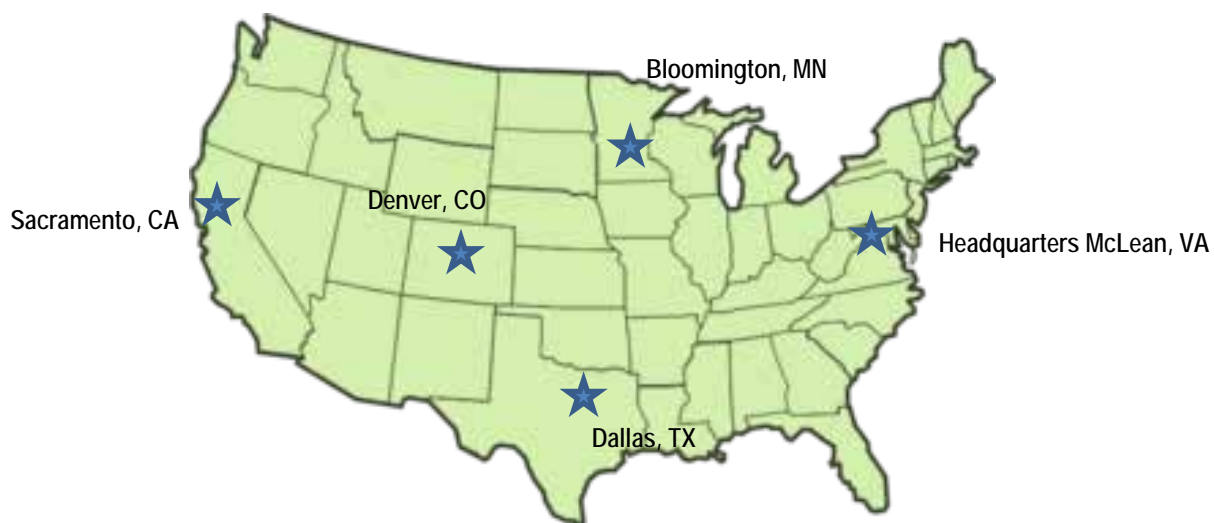 Bloomington, MN
Denver, CO
Sacramento, CA
Headquarters McLean, VA
Dallas, TX